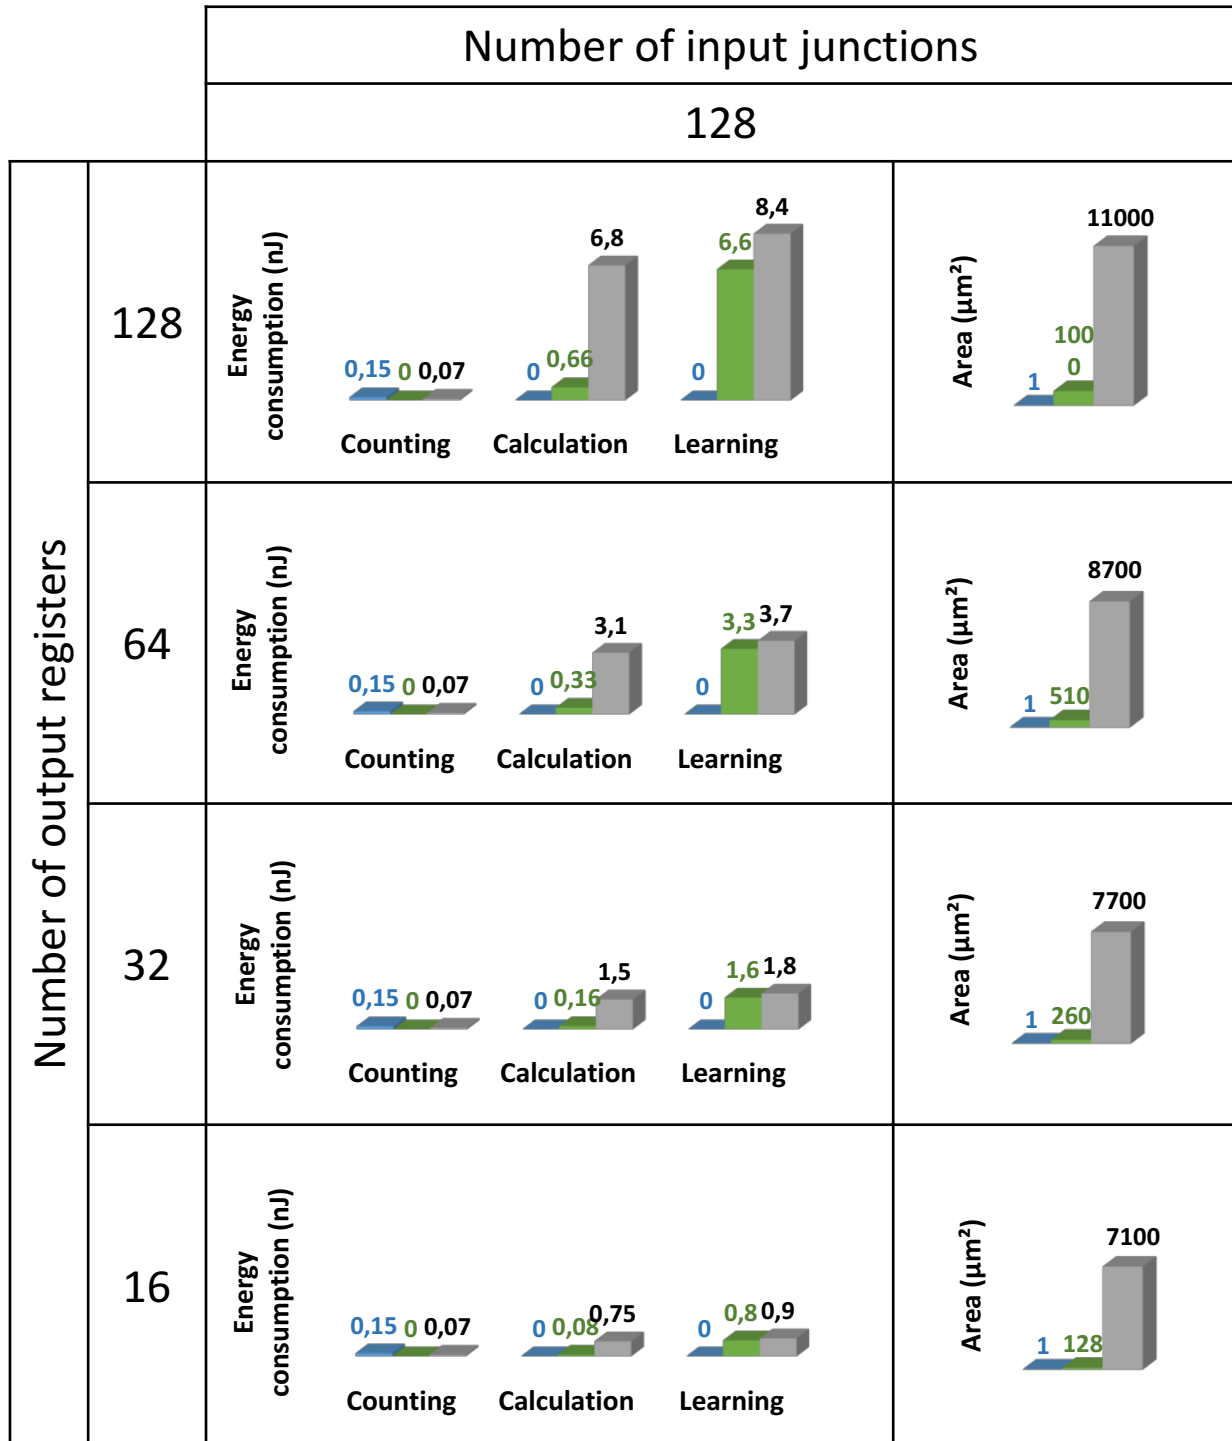 Number of input junctions
128
Number of output registers
128
Energy
consumption (nJ)
0,15 0 0,07
0 0,66 6,8
0 6,6 8,4
Counting Calculation Learning
Area (µm²)
1 100
0
11000
64
Energy
consumption (nJ)
0,15 0 0,07
0 0,33 3,1
0 3,3 3,7
Counting Calculation Learning
Area (µm²)
1 510 8700
32
Energy
consumption (nJ)
0,15 0 0,07
0 0,16 1,5
0 1,6 1,8
Counting Calculation Learning
Area (µm²)
1 260 7700
16
Energy
consumption (nJ)
0,15 0 0,07
0 0,08 0,75
0 0,8 0,9
Counting Calculation Learning
Area (µm²)
1 128 7100